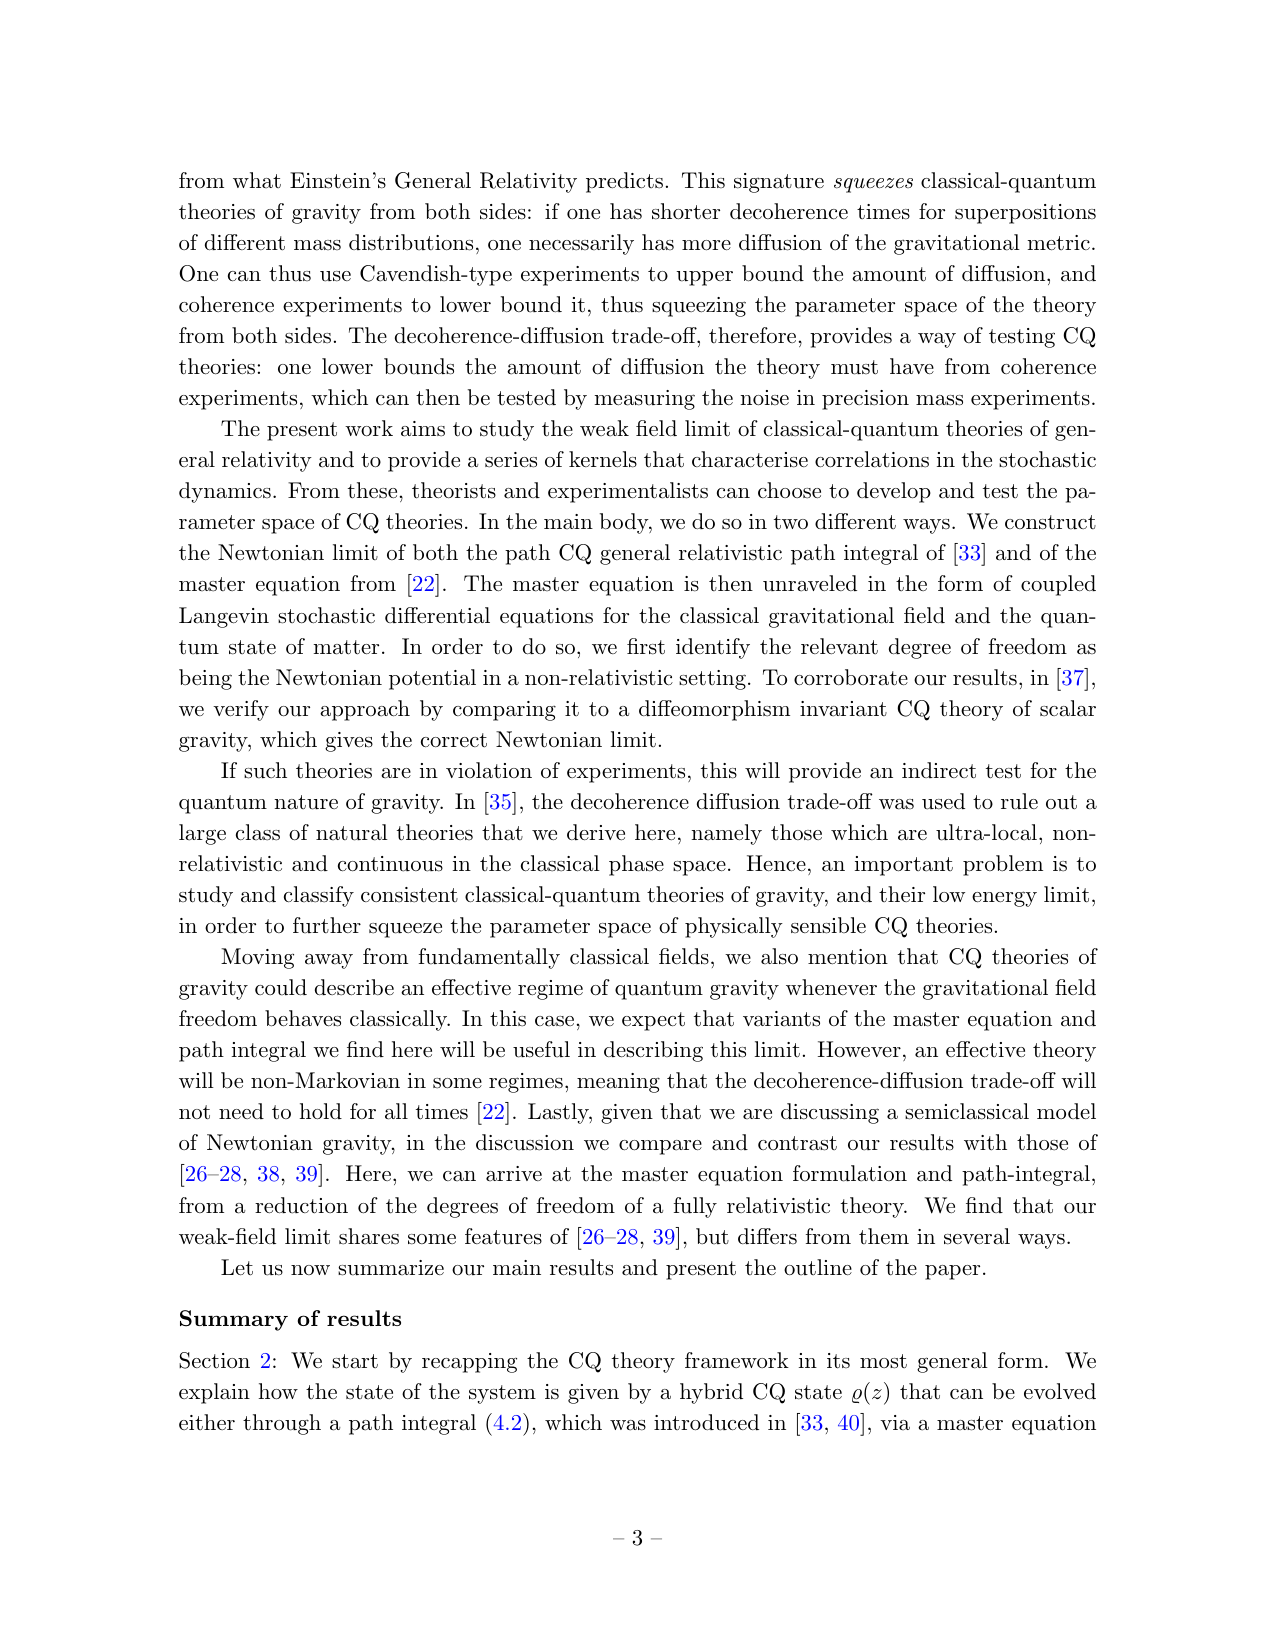 from what Einstein's General Relativity predicts. This signature squeezes classical-quantum
theories of gravity from both sides: if one has shorter decoherence times for superpositions
of different mass distributions, one necessarily has more diffusion of the gravitational metric.
One can thus use Cavendish-type experiments to upper bound the amount of diffusion, and
coherence experiments to lower bound it, thus squeezing the parameter space of the theory
from both sides. The decoherence-diffusion trade-off, therefore, provides a way of testing CQ
theories: one lower bounds the amount of diffusion the theory must have from coherence
experiments, which can then be tested by measuring the noise in precision mass experiments.
The present work aims to study the weak field limit of classical-quantum theories of gen-
eral relativity and to provide a series of kernels that characterise correlations in the stochastic
dynamics. From these, theorists and experimentalists can choose to develop and test the pa-
rameter space of CQ theories. In the main body, we do so in two different ways. We construct
the Newtonian limit of both the path CQ general relativistic path integral of [33] and of the
master equation from [22]. The master equation is then unraveled in the form of coupled
Langevin stochastic differential equations for the classical gravitational field and the quan-
tum state of matter. In order to do so, we first identify the relevant degree of freedom as
being the Newtonian potential in a non-relativistic setting. To corroborate our results, in [37],
we verify our approach by comparing it to a diffeomorphism invariant CQ theory of scalar
gravity, which gives the correct Newtonian limit.
If such theories are in violation of experiments, this will provide an indirect test for the
quantum nature of gravity. In [35], the decoherence diffusion trade-off was used to rule out a
large class of natural theories that we derive here, namely those which are ultra-local, non-
relativistic and continuous in the classical phase space. Hence, an important problem is to
study and classify consistent classical-quantum theories of gravity, and their low energy limit,
in order to further squeeze the parameter space of physically sensible CQ theories.
Moving away from fundamentally classical fields, we also mention that CQ theories of
gravity could describe an effective regime of quantum gravity whenever the gravitational field
freedom behaves classically. In this case, we expect that variants of the master equation and
path integral we find here will be useful in describing this limit. However, an effective theory
will be non-Markovian in some regimes, meaning that the decoherence-diffusion trade-off will
not need to hold for all times [22]. Lastly, given that we are discussing a semiclassical model
of Newtonian gravity, in the discussion we compare and contrast our results with those of
[26–28, 38, 39]. Here, we can arrive at the master equation formulation and path-integral,
from a reduction of the degrees of freedom of a fully relativistic theory. We find that our
weak-field limit shares some features of [26–28, 39], but differs from them in several ways.
Let us now summarize our main results and present the outline of the paper.
Summary of results
Section 2: We start by recapping the CQ theory framework in its most general form. We
explain how the state of the system is given by a hybrid CQ state ϱ(z) that can be evolved
either through a path integral (4.2), which was introduced in [33, 40], via a master equation
– 3 –